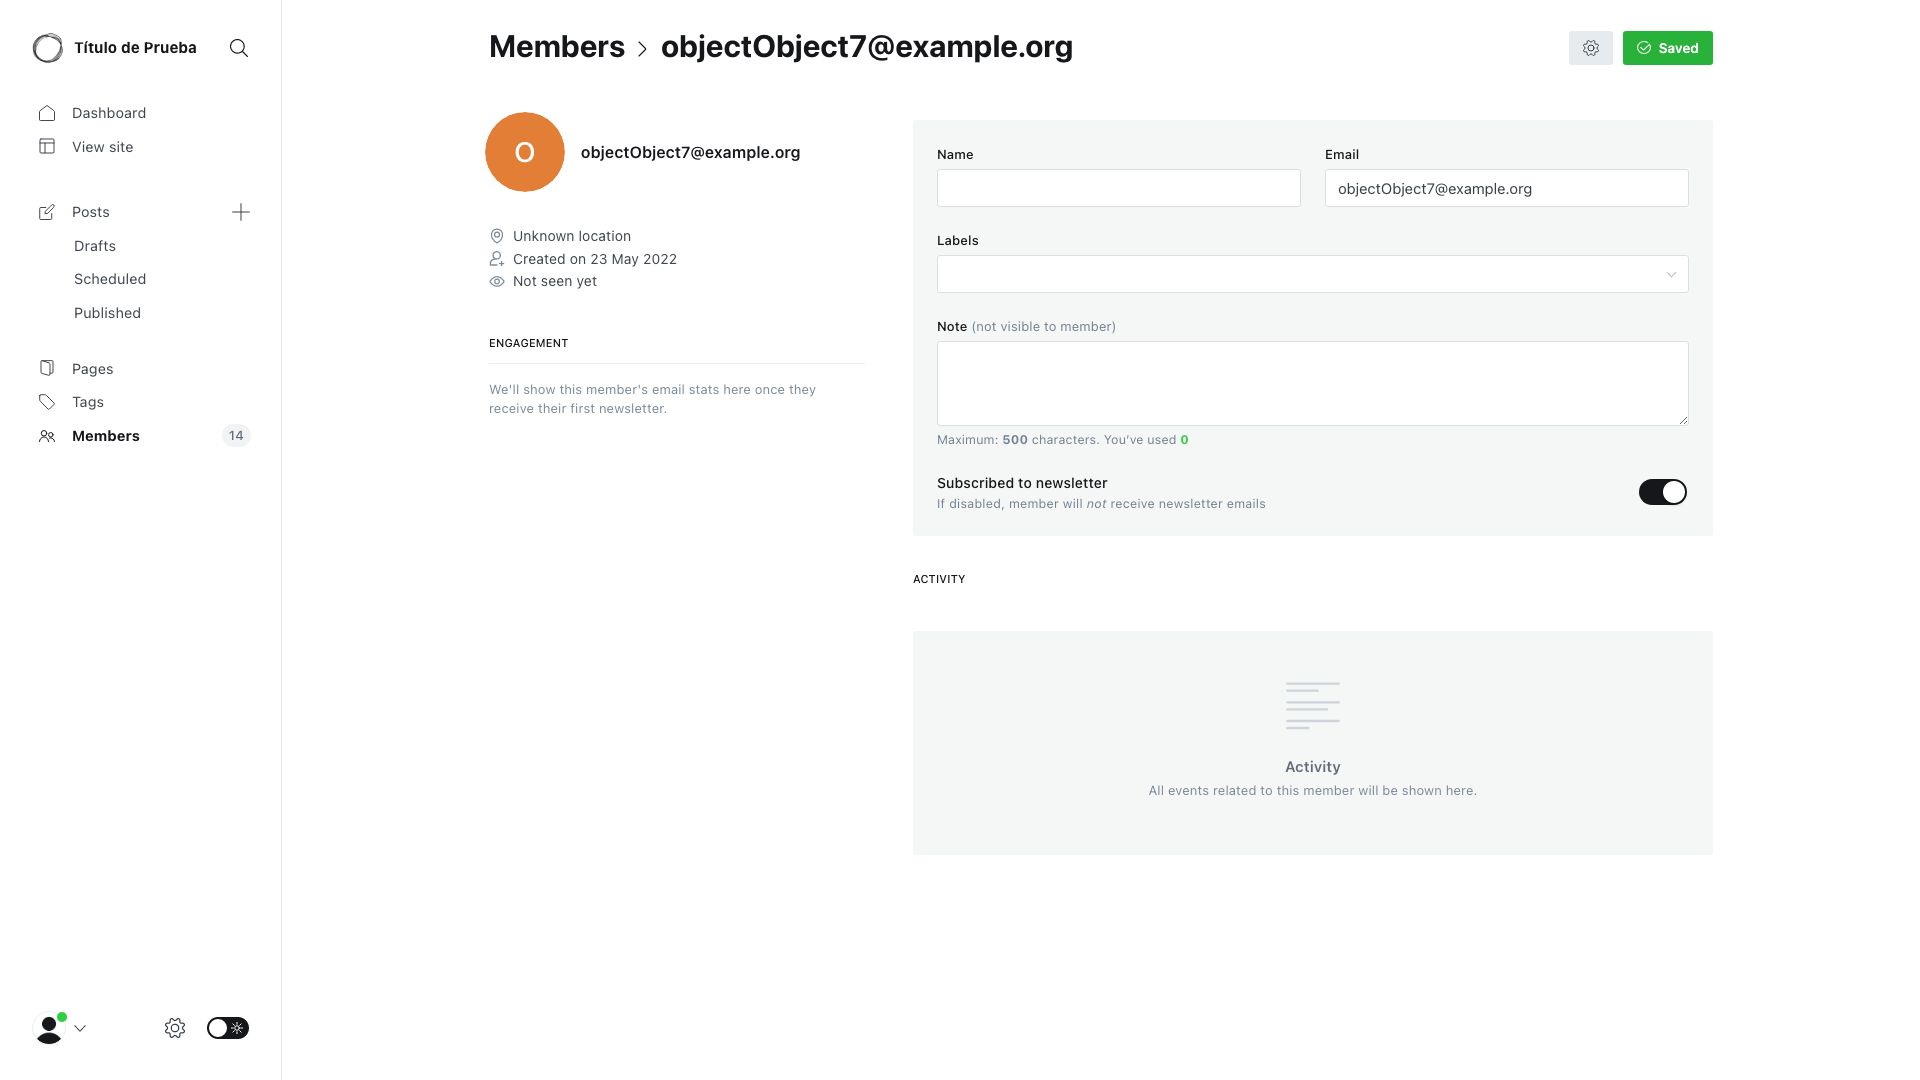 Título de Prueba
Dashboard
View site
Posts
Drafts
Scheduled
Published
Pages
Tags
Members 14
Members > objectObject7@example.org
Saved
O
objectObject7@example.org
Unknown location
Created on 23 May 2022
Not seen yet
ENGAGEMENT
We'll show this member's email stats here once they
receive their first newsletter.
Name
Email
objectObject7@example.org
Labels
Note (not visible to member)
Maximum: 500 characters. You've used 0
Subscribed to newsletter
If disabled, member will not receive newsletter emails
ACTIVITY
Activity
All events related to this member will be shown here.